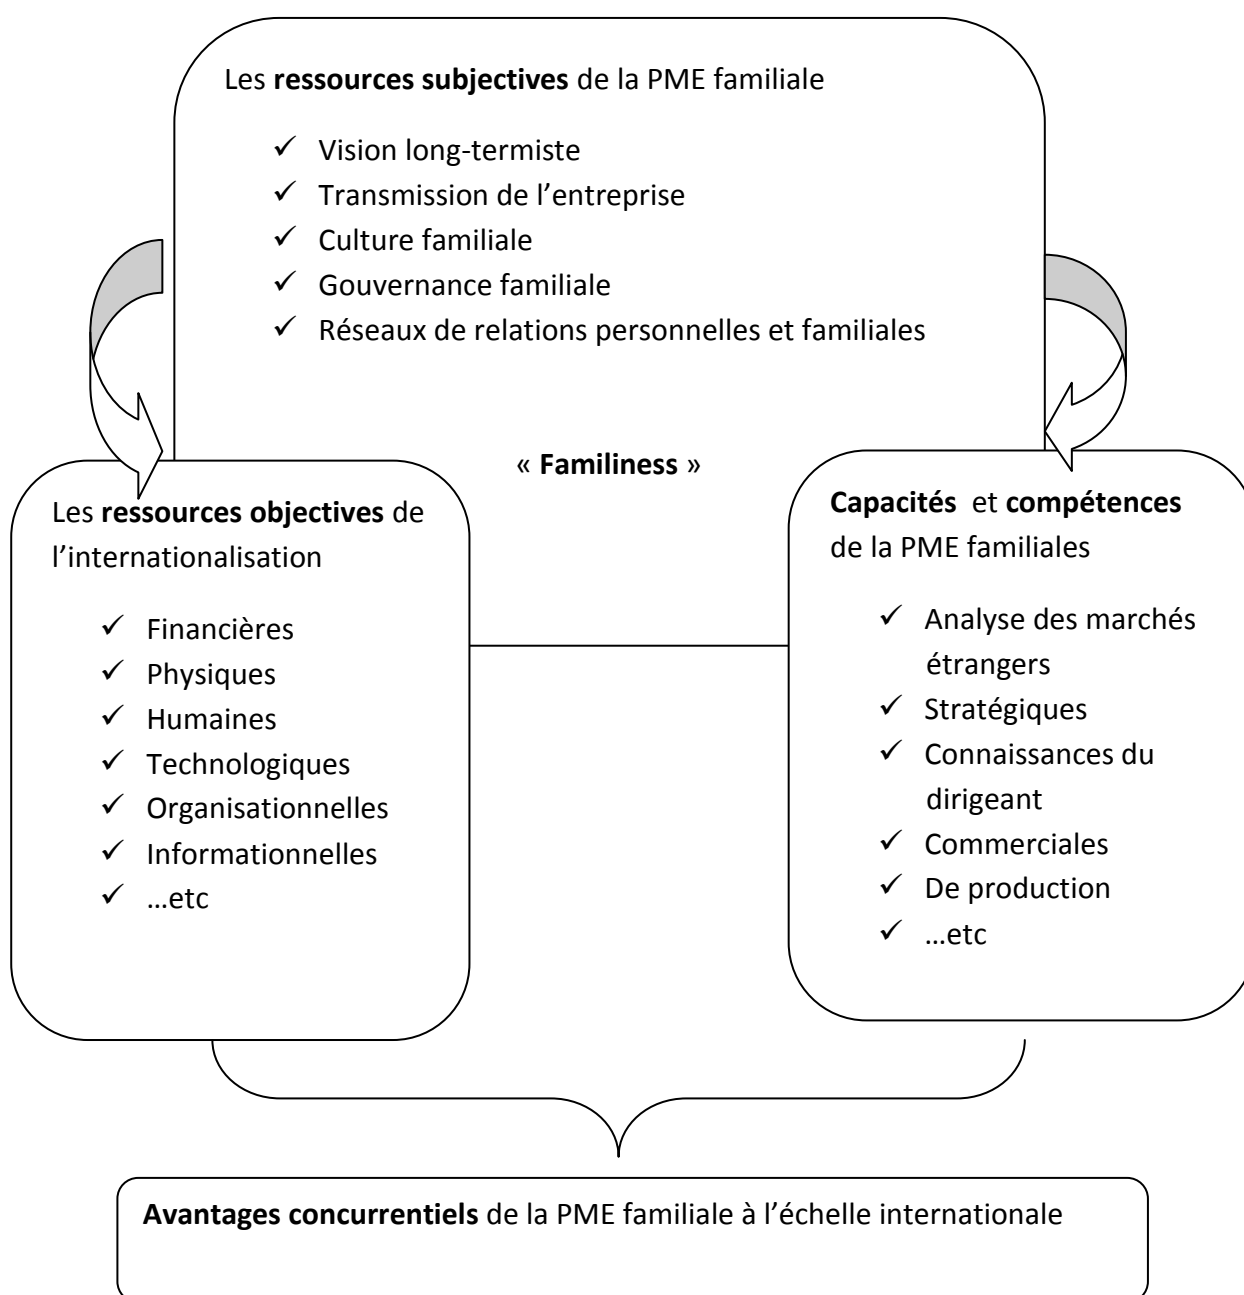 Les ressources subjectives de la PME familiale
✓ Vision long-termiste
✓ Transmission de l’entreprise
✓ Culture familiale
✓ Gouvernance familiale
✓ Réseaux de relations personnelles et familiales
« Familiness »
Les ressources objectives de
l’internationalisation
✓ Financières
✓ Physiques
✓ Humaines
✓ Technologiques
✓ Organisationnelles
✓ Informationnelles
✓ …etc
Capacités et compétences
de la PME familiales
✓ Analyse des marchés
étrangers
✓ Stratégiques
✓ Connaissances du
dirigeant
✓ Commerciales
✓ De production
✓ …etc
Avantages concurrentiels de la PME familiale à l’échelle internationale